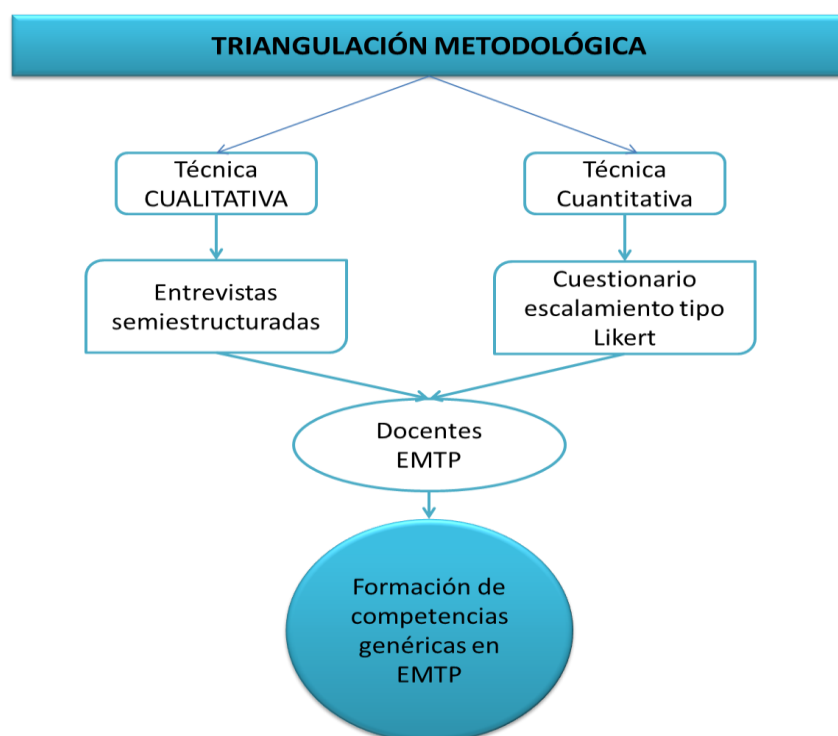 TRIANGULACIÓN METODOLÓGICA
Técnica
CUALITATIVA
Técnica
Cuantitativa
Entrevistas
semiestructuradas
Cuestionario
escalamiento tipo
Likert
Docentes
EMTP
Formación de
competencias
genéricas en
EMTP